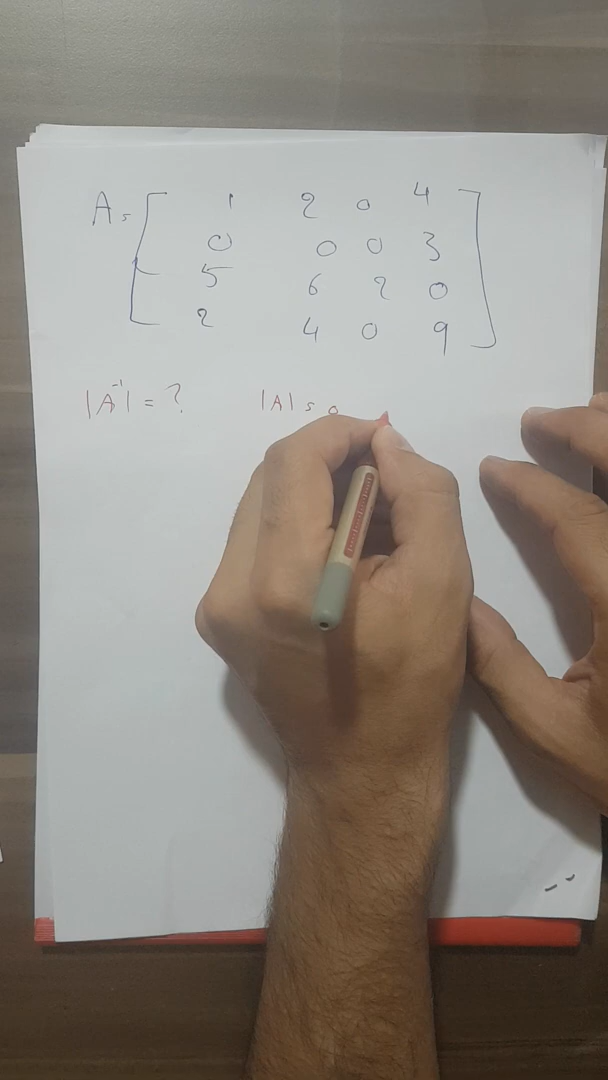 A = [ 1 2 0 4
0 0 0 3
5 6 2 0
2 4 0 9 ]
|A⁻¹| = ? |A| = 0